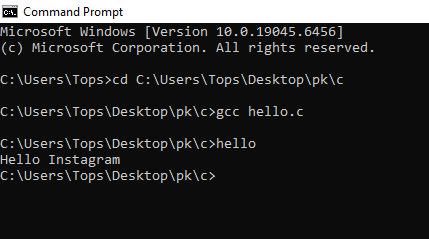 Command Prompt
Microsoft Windows [Version 10.0.19045.6456]
(c) Microsoft Corporation. All rights reserved.
C:\Users\Tops>cd C:\Users\Tops\Desktop\pk\c
C:\Users\Tops\Desktop\pk\c>gcc hello.c
C:\Users\Tops\Desktop\pk\c>hello
Hello Instagram
C:\Users\Tops\Desktop\pk\c>